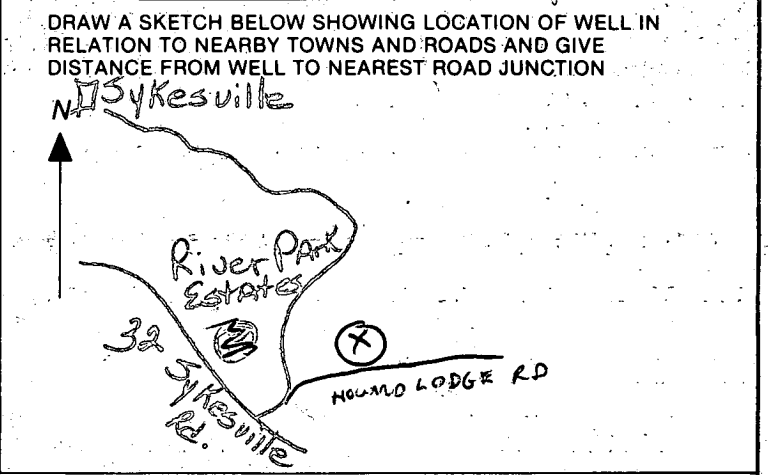 DRAW A SKETCH BELOW SHOWING LOCATION OF WELL IN
RELATION TO NEARBY TOWNS AND ROADS AND GIVE
DISTANCE FROM WELL TO NEAREST ROAD JUNCTION
N
Sykesville
River Park
Estates
X
32
Sykesville
Rd.
HOWARD LODGE RD